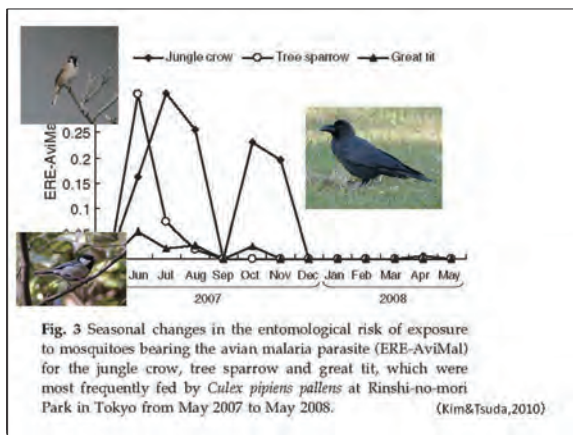 Jungle crow Tree sparrow Great tit
ERE-AviMal
0.25
0.2
0.15
0.1
Jun Jul Aug Sep Oct Nov Dec Jan Feb Mar Apr May
2007 2008
Fig. 3 Seasonal changes in the entomological risk of exposure
to mosquitoes bearing the avian malaria parasite (ERE-AviMal)
for the jungle crow, tree sparrow and great tit, which were
most frequently fed by Culex pipiens pallens at Rinshi-no-mori
Park in Tokyo from May 2007 to May 2008.
(Kim&Tsuda,2010)